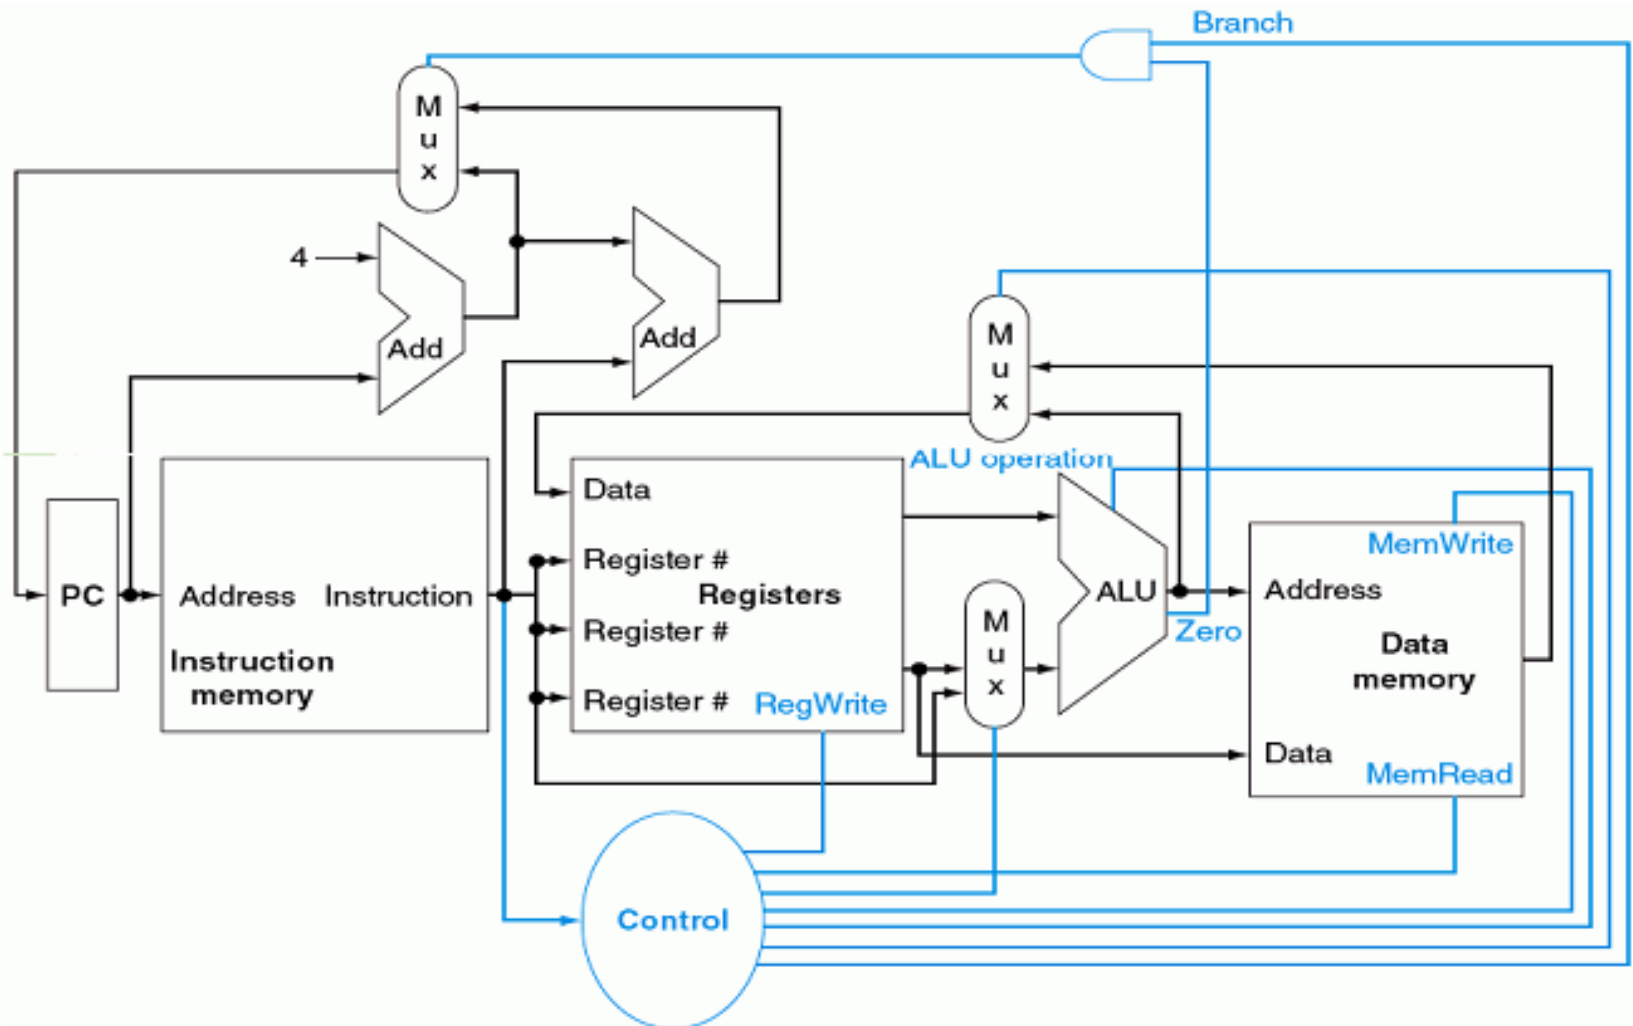 Branch
M
u
x
4
Add
Add
M
u
x
ALU operation
Data
Register #
Registers
Register #
Register #
RegWrite
PC
Address
Instruction
Instruction
memory
M
u
x
ALU
Zero
MemWrite
Address
Data
memory
Data
MemRead
Control